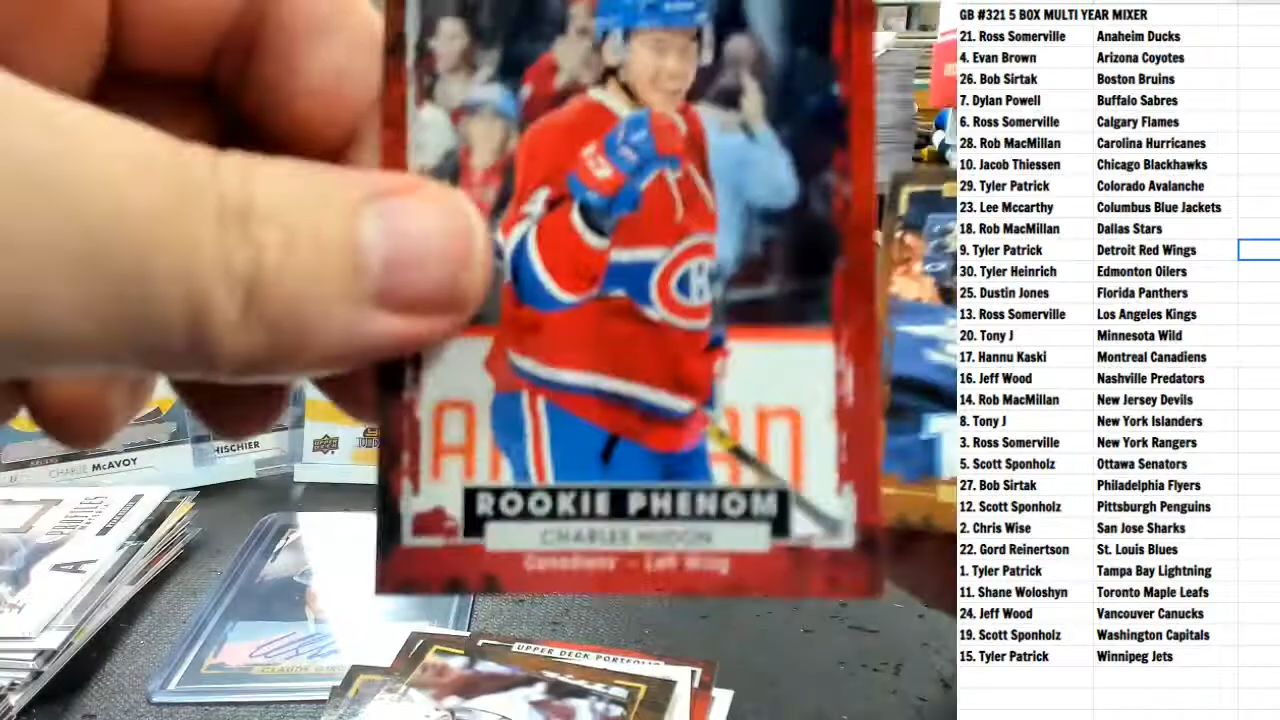 GB #321 5 BOX MULTI YEAR MIXER
21. Ross Somerville Anaheim Ducks
4. Evan Brown Arizona Coyotes
26. Bob Sirtak Boston Bruins
7. Dylan Powell Buffalo Sabres
6. Ross Somerville Calgary Flames
28. Rob MacMillan Carolina Hurricanes
10. Jacob Thiessen Chicago Blackhawks
29. Tyler Patrick Colorado Avalanche
23. Lee Mccarthy Columbus Blue Jackets
18. Rob MacMillan Dallas Stars
9. Tyler Patrick Detroit Red Wings
30. Tyler Heinrich Edmonton Oilers
25. Dustin Jones Florida Panthers
13. Ross Somerville Los Angeles Kings
20. Tony J Minnesota Wild
17. Hannu Kaski Montreal Canadiens
16. Jeff Wood Nashville Predators
14. Rob MacMillan New Jersey Devils
8. Tony J New York Islanders
3. Ross Somerville New York Rangers
5. Scott Sponholz Ottawa Senators
27. Bob Sirtak Philadelphia Flyers
12. Scott Sponholz Pittsburgh Penguins
2. Chris Wise San Jose Sharks
22. Gord Reinertson St. Louis Blues
1. Tyler Patrick Tampa Bay Lightning
11. Shane Woloshyn Toronto Maple Leafs
24. Jeff Wood Vancouver Canucks
19. Scott Sponholz Washington Capitals
15. Tyler Patrick Winnipeg Jets
ROOKIE PHENOM
CHARLES HUDON
Canadiens - Left Wing
CHARLIE McAVOY
HISCHIER
UPPER DECK
PROFILES
CLAUDE
UPPER DECK PORTFOLIO